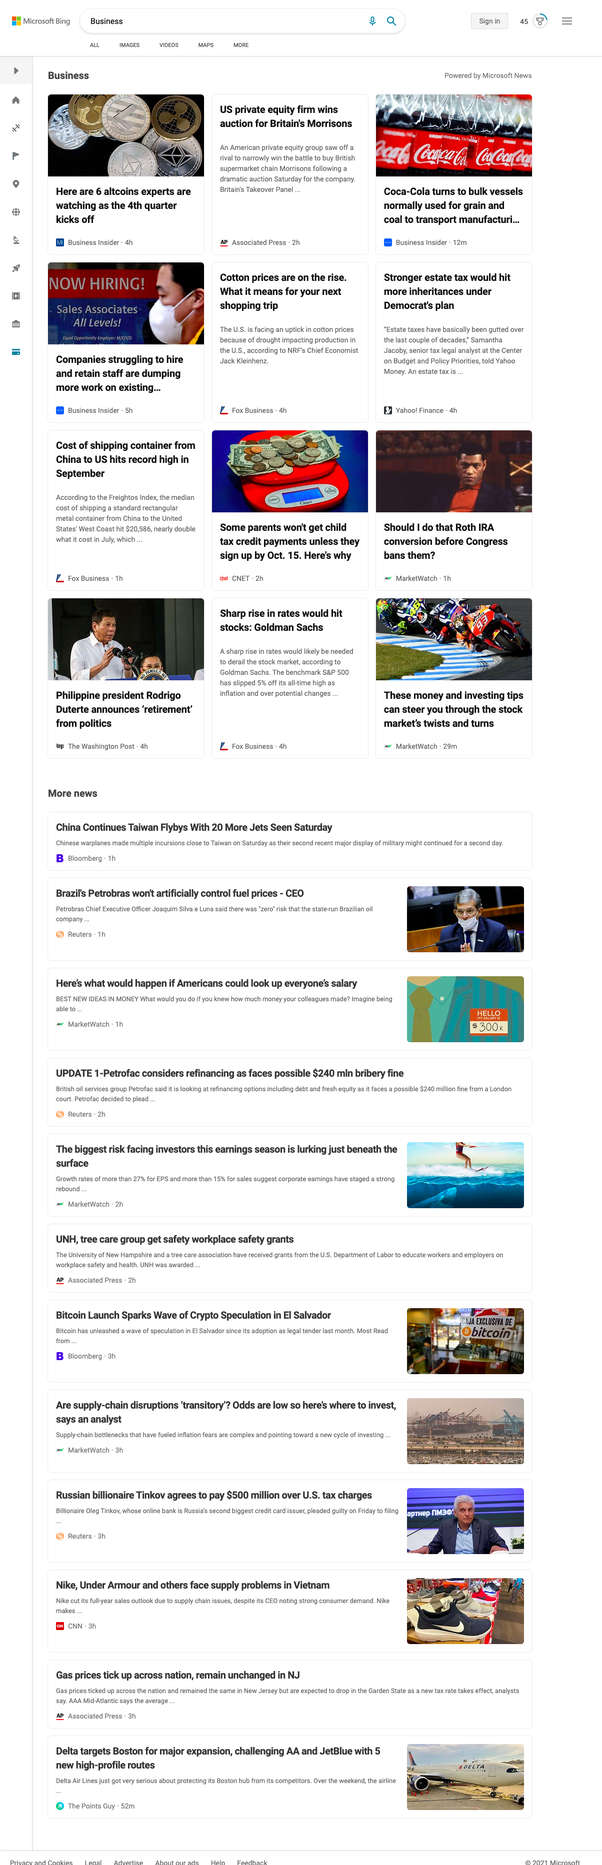 Microsoft Bing
Business
Sign in
45
ALL IMAGES VIDEOS MAPS MORE
Business
Powered by Microsoft News
Here are 6 altcoins experts are
watching as the 4th quarter
kicks off
Business Insider · 4h
US private equity firm wins
auction for Britain's Morrisons
An American private equity group saw off a
rival to narrowly win the battle to buy British
supermarket chain Morrisons following a
dramatic auction Saturday for the company.
Britain's Takeover Panel ...
AP Associated Press · 2h
Coca-Cola
Coca-Cola turns to bulk vessels
normally used for grain and
coal to transport manufacturi...
Business Insider · 12m
NOW HIRING!
Sales Associates
All Levels!
Companies struggling to hire
and retain staff are dumping
more work on existing...
Business Insider · 5h
Cotton prices are on the rise.
What it means for your next
shopping trip
The U.S. is facing an uptick in cotton prices
because of drought impacting production in
the U.S., according to NRF's Chief Economist
Jack Kleinhenz.
Fox Business · 4h
Stronger estate tax would hit
more inheritances under
Democrat's plan
"Estate taxes have basically been gutted over
the last couple of decades," Samantha
Jacoby, senior tax legal analyst at the Center
on Budget and Policy Priorities, told Yahoo
Money. An estate tax is ...
Yahoo! Finance · 4h
Cost of shipping container from
China to US hits record high in
September
According to the Freightos Index, the median
cost of shipping a standard rectangular
metal container from China to the United
States' West Coast hit $20,586, nearly double
what it cost in July, which ...
Fox Business · 1h
Some parents won't get child
tax credit payments unless they
sign up by Oct. 15. Here's why
CNET · 2h
Should I do that Roth IRA
conversion before Congress
bans them?
MarketWatch · 1h
Philippine president Rodrigo
Duterte announces ‘retirement’
from politics
wp The Washington Post · 4h
Sharp rise in rates would hit
stocks: Goldman Sachs
A sharp rise in rates would likely be needed
to derail the stock market, according to
Goldman Sachs. The benchmark S&P 500
has slipped 5% off its all-time high as
inflation and over potential changes ...
Fox Business · 4h
93
These money and investing tips
can steer you through the stock
market’s twists and turns
MarketWatch · 29m
More news
China Continues Taiwan Flybys With 20 More Jets Seen Saturday
Chinese warplanes made multiple incursions close to Taiwan on Saturday as their second recent major display of military might continued for a second day.
B Bloomberg · 1h
Brazil's Petrobras won't artificially control fuel prices - CEO
Petrobras Chief Executive Officer Joaquim Silva e Luna said there was "zero" risk that the state-run Brazilian oil
company ...
Reuters · 1h
Here’s what would happen if Americans could look up everyone’s salary
BEST NEW IDEAS IN MONEY What would you do if you knew how much money your colleagues made? Imagine being
able to ...
MarketWatch · 1h
HELLO
MY SALARY IS
$300K
UPDATE 1-Petrofac considers refinancing as faces possible $240 mln bribery fine
British oil services group Petrofac said it is looking at refinancing options including debt and fresh equity as it faces a possible $240 million fine from a London
court. Petrofac decided to plead ...
Reuters · 2h
The biggest risk facing investors this earnings season is lurking just beneath the
surface
Growth rates of more than 27% for EPS and more than 15% for sales suggest corporate earnings have staged a strong
rebound ...
MarketWatch · 2h
UNH, tree care group get safety workplace safety grants
The University of New Hampshire and a tree care association have received grants from the U.S. Department of Labor to educate workers and employers on
workplace safety and health. UNH was awarded ...
AP Associated Press · 2h
Bitcoin Launch Sparks Wave of Crypto Speculation in El Salvador
Bitcoin has unleashed a wave of speculation in El Salvador since its adoption as legal tender last month. Most Read
from ...
B Bloomberg · 3h
AJA EXCLUSIVA DE
bitcoin
Are supply-chain disruptions ‘transitory’? Odds are low so here’s where to invest,
says an analyst
Supply-chain bottlenecks that have fueled inflation fears are complex and pointing toward a new cycle of investing ...
MarketWatch · 3h
Russian billionaire Tinkov agrees to pay $500 million over U.S. tax charges
Billionaire Oleg Tinkov, whose online bank is Russia's second biggest credit card issuer, pleaded guilty on Friday to filing
...
Reuters · 3h
артнер ПМЭФ
Nike, Under Armour and others face supply problems in Vietnam
Nike cut its full-year sales outlook due to supply chain issues, despite its CEO noting strong consumer demand. Nike
makes ...
CNN · 3h
Gas prices tick up across nation, remain unchanged in NJ
Gas prices ticked up across the nation and remained the same in New Jersey but are expected to drop in the Garden State as a new tax rate takes effect, analysts
say. AAA Mid-Atlantic says the average ...
AP Associated Press · 3h
Delta targets Boston for major expansion, challenging AA and JetBlue with 5
new high-profile routes
Delta Air Lines just got very serious about protecting its Boston hub from its competitors. Over the weekend, the airline
...
The Points Guy · 52m
DELTA
Privacy and Cookies Legal Advertise About our ads Help Feedback © 2021 Microsoft